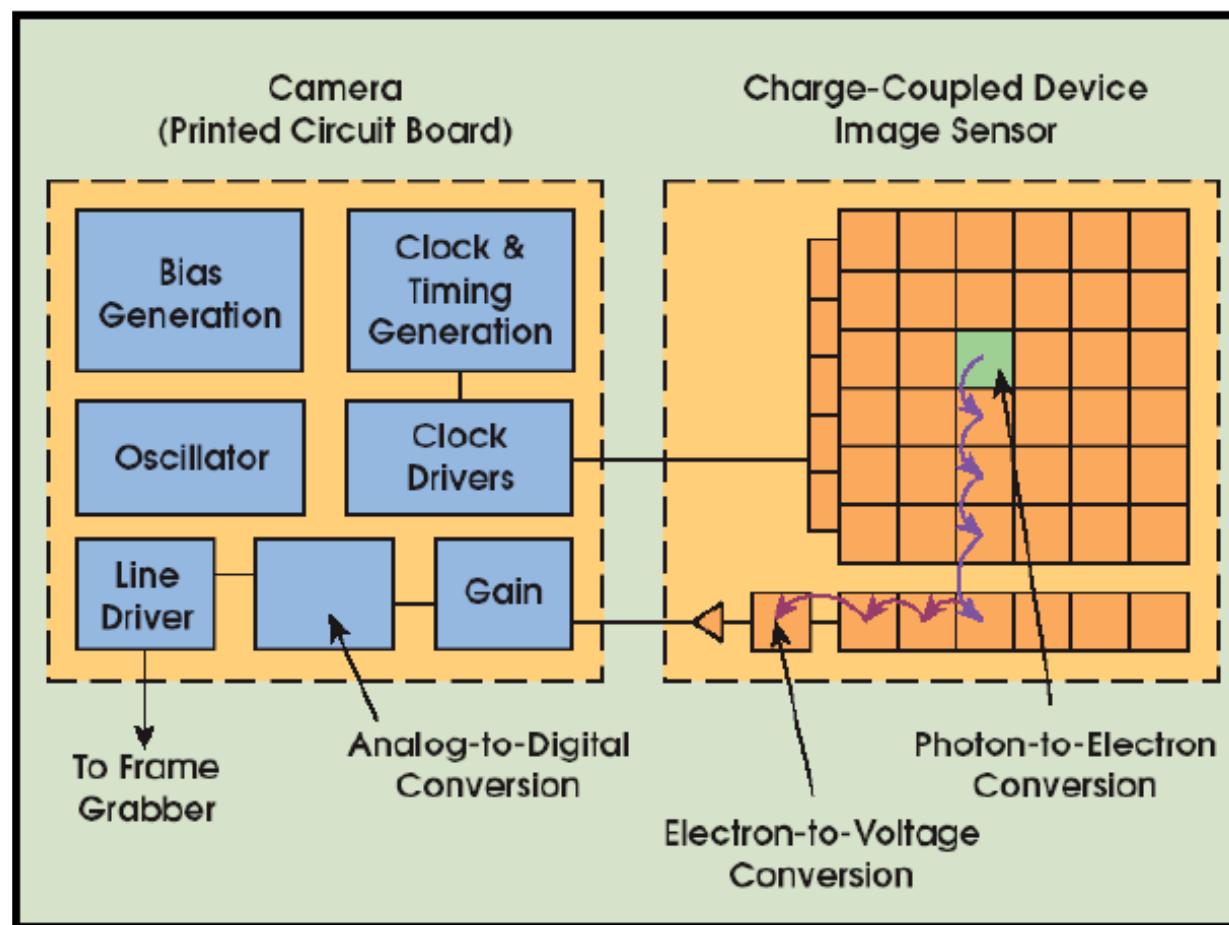 Camera
(Printed Circuit Board)
Charge-Coupled Device
Image Sensor
Bias
Generation
Clock &
Timing
Generation
Oscillator
Clock
Drivers
Line
Driver
Gain
To Frame
Grabber
Analog-to-Digital
Conversion
Electron-to-Voltage
Conversion
Photon-to-Electron
Conversion